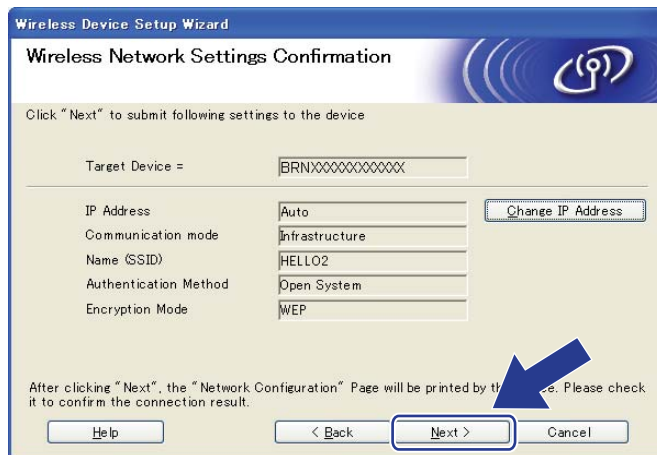 Wireless Device Setup Wizard
Wireless Network Settings Confirmation
Click "Next" to submit following settings to the device
Target Device = BRNXXXXXXXXXXXX
IP Address Auto Change IP Address
Communication mode Infrastructure
Name (SSID) HELLO2
Authentication Method Open System
Encryption Mode WEP
After clicking "Next", the "Network Configuration" Page will be printed by Please check
it to confirm the connection result.
Help < Back Next > Cancel